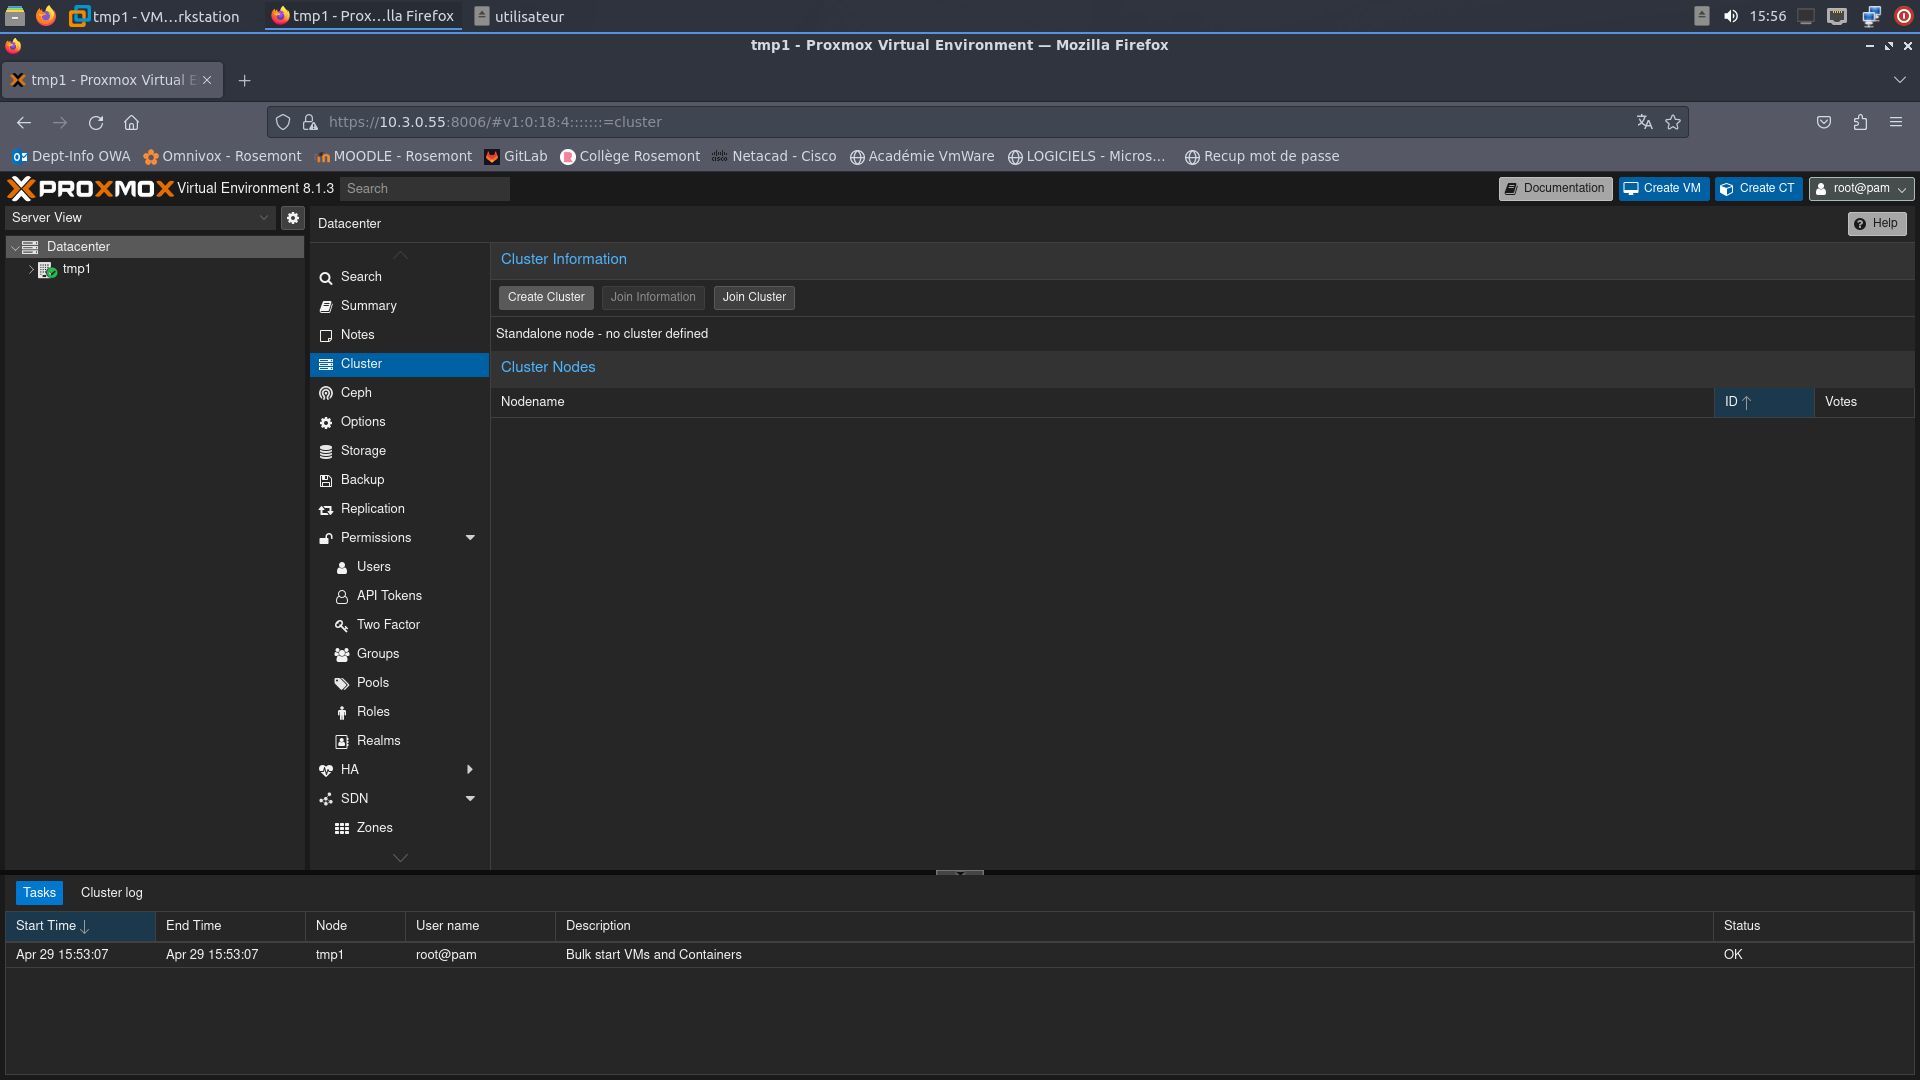 tmp1 - VM...rkstation
tmp1 - Prox...lla Firefox
utilisateur
15:56
tmp1 - Proxmox Virtual Environment — Mozilla Firefox
tmp1 - Proxmox Virtual E
https://10.3.0.55:8006/#v1:0:18:4:::::::=cluster
Dept-Info OWA
Omnivox - Rosemont
MOODLE - Rosemont
GitLab
Collège Rosemont
Netacad - Cisco
Académie VmWare
LOGICIELS - Micros...
Recup mot de passe
PROXMOX Virtual Environment 8.1.3
Search
Documentation
Create VM
Create CT
root@pam
Server View
Datacenter
tmp1
Datacenter
Help
Search
Summary
Notes
Cluster
Ceph
Options
Storage
Backup
Replication
Permissions
Users
API Tokens
Two Factor
Groups
Pools
Roles
Realms
HA
SDN
Zones
Cluster Information
Create Cluster
Join Information
Join Cluster
Standalone node - no cluster defined
Cluster Nodes
Nodename ID Votes
Tasks Cluster log
Start Time End Time Node User name Description Status
Apr 29 15:53:07 Apr 29 15:53:07 tmp1 root@pam Bulk start VMs and Containers OK